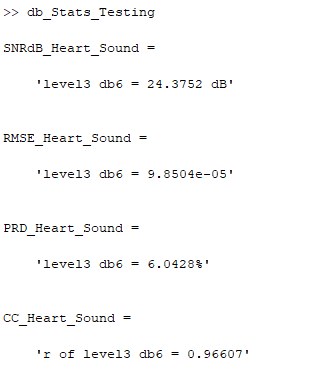 >> db_Stats_Testing
SNRdB_Heart_Sound =
'level3 db6 = 24.3752 dB'
RMSE_Heart_Sound =
'level3 db6 = 9.8504e-05'
PRD_Heart_Sound =
'level3 db6 = 6.0428%'
CC_Heart_Sound =
'r of level3 db6 = 0.96607'